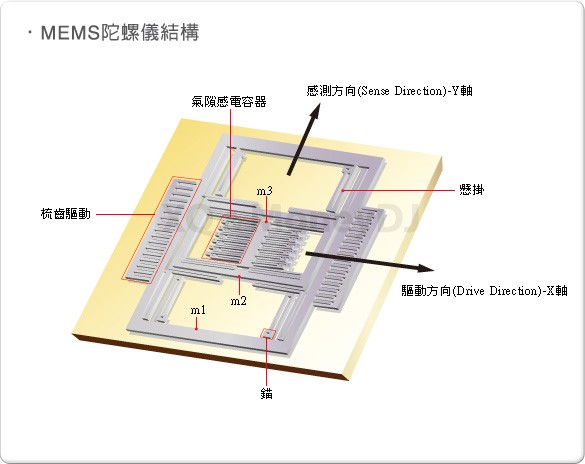 · MEMS陀螺儀結構
感測方向(Sense Direction)-Y軸
氣隙感電容器
m3
懸掛
梳齒驅動
驅動方向(Drive Direction)-X軸
m2
m1
錨